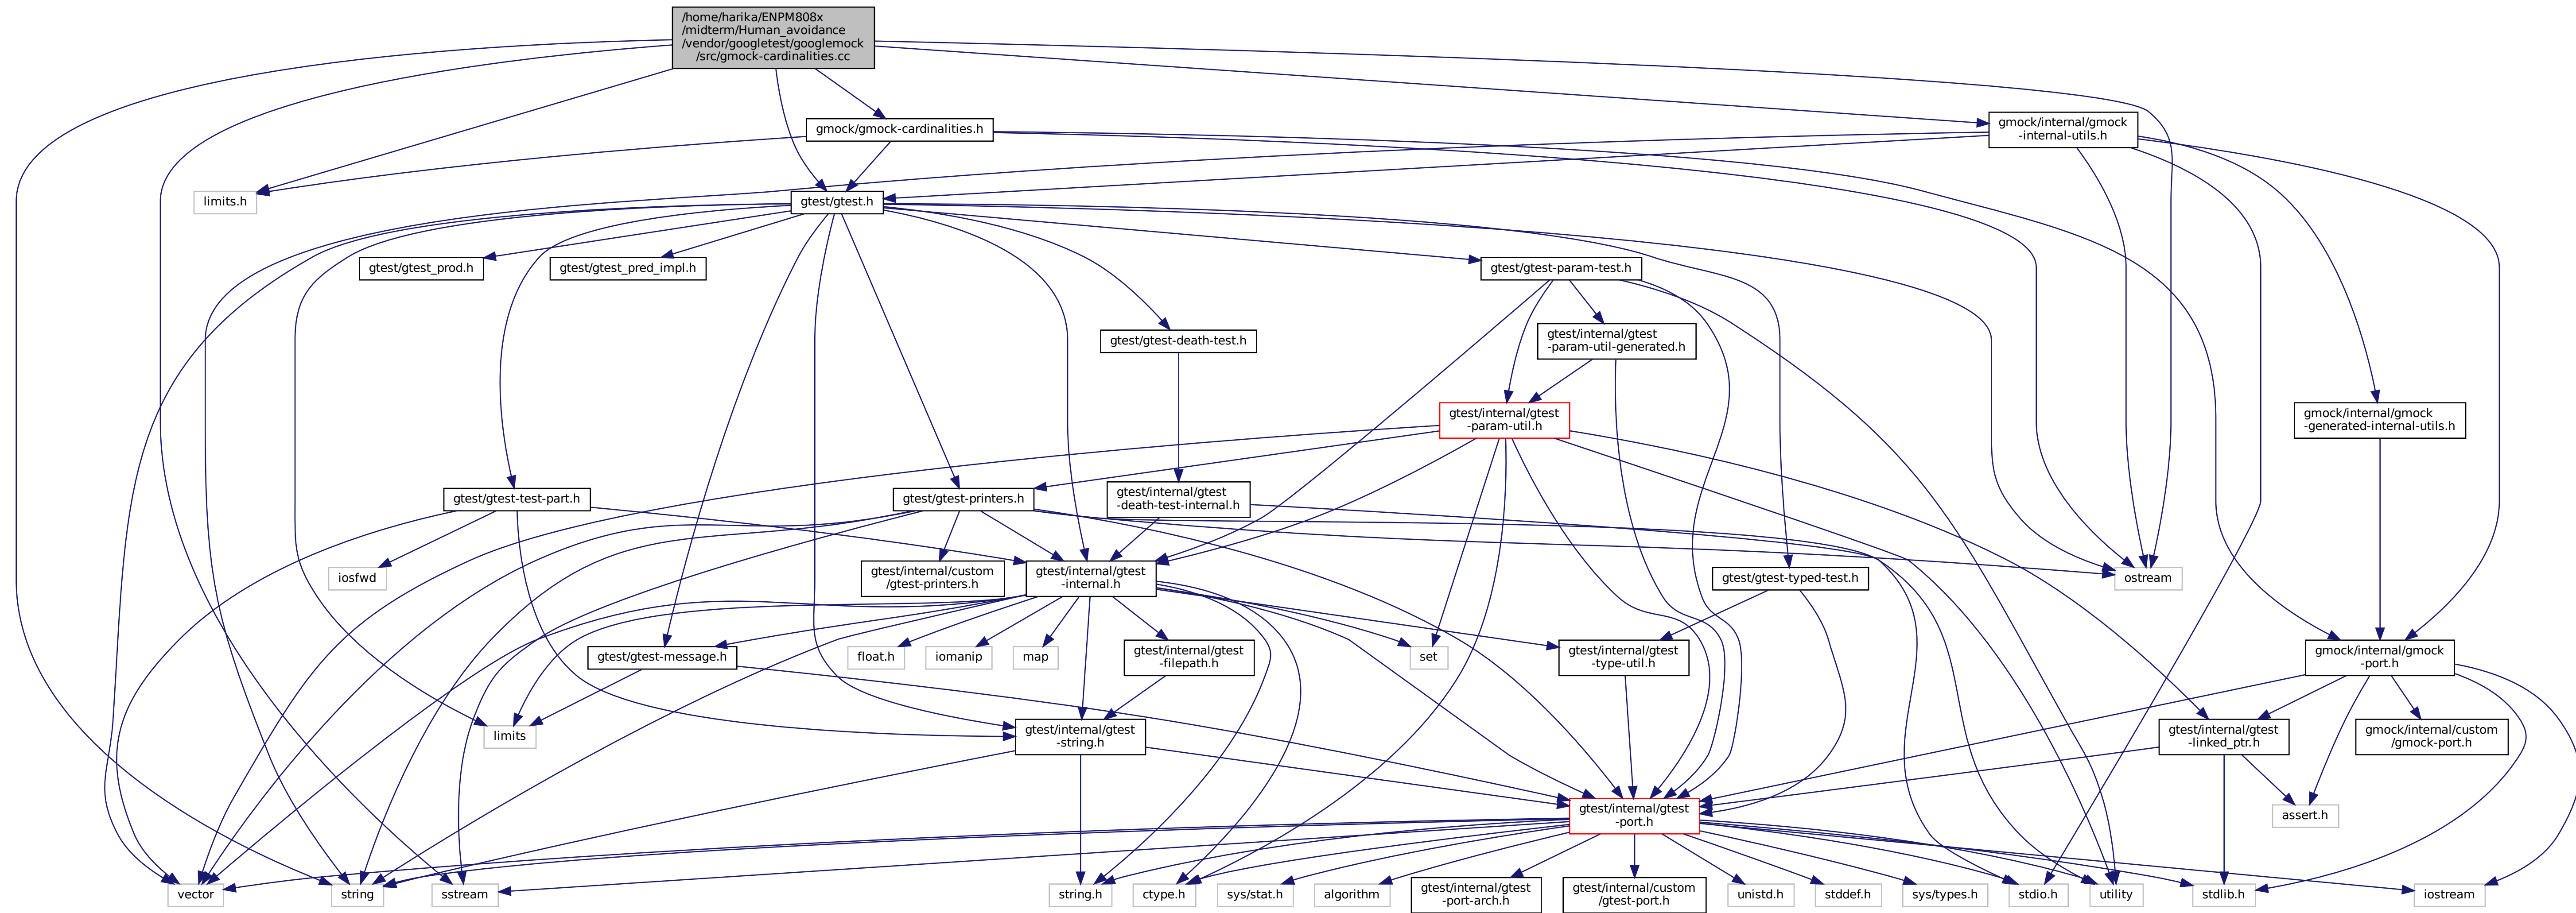 /home/harika/ENPM808x
/midterm/Human_avoidance
/vendor/googletest/googlemock
/src/gmock-cardinalities.cc
gmock/gmock-cardinalities.h
gmock/internal/gmock
-internal-utils.h
limits.h
gtest/gtest.h
gtest/gtest_prod.h
gtest/gtest_pred_impl.h
gtest/gtest-param-test.h
gtest/gtest-death-test.h
gtest/internal/gtest
-param-util-generated.h
gtest/internal/gtest
-param-util.h
gmock/internal/gmock
-generated-internal-utils.h
gtest/gtest-test-part.h
gtest/gtest-printers.h
gtest/internal/gtest
-death-test-internal.h
iosfwd
gtest/internal/custom
/gtest-printers.h
gtest/internal/gtest
-internal.h
gtest/gtest-typed-test.h
ostream
gtest/gtest-message.h
float.h
iomanip
map
gtest/internal/gtest
-filepath.h
set
gtest/internal/gtest
-type-util.h
gmock/internal/gmock
-port.h
limits
gtest/internal/gtest
-string.h
gtest/internal/gtest
-linked_ptr.h
gmock/internal/custom
/gmock-port.h
gtest/internal/gtest
-port.h
assert.h
vector
string
sstream
string.h
ctype.h
sys/stat.h
algorithm
gtest/internal/gtest
-port-arch.h
gtest/internal/custom
/gtest-port.h
unistd.h
stddef.h
sys/types.h
stdio.h
utility
stdlib.h
iostream